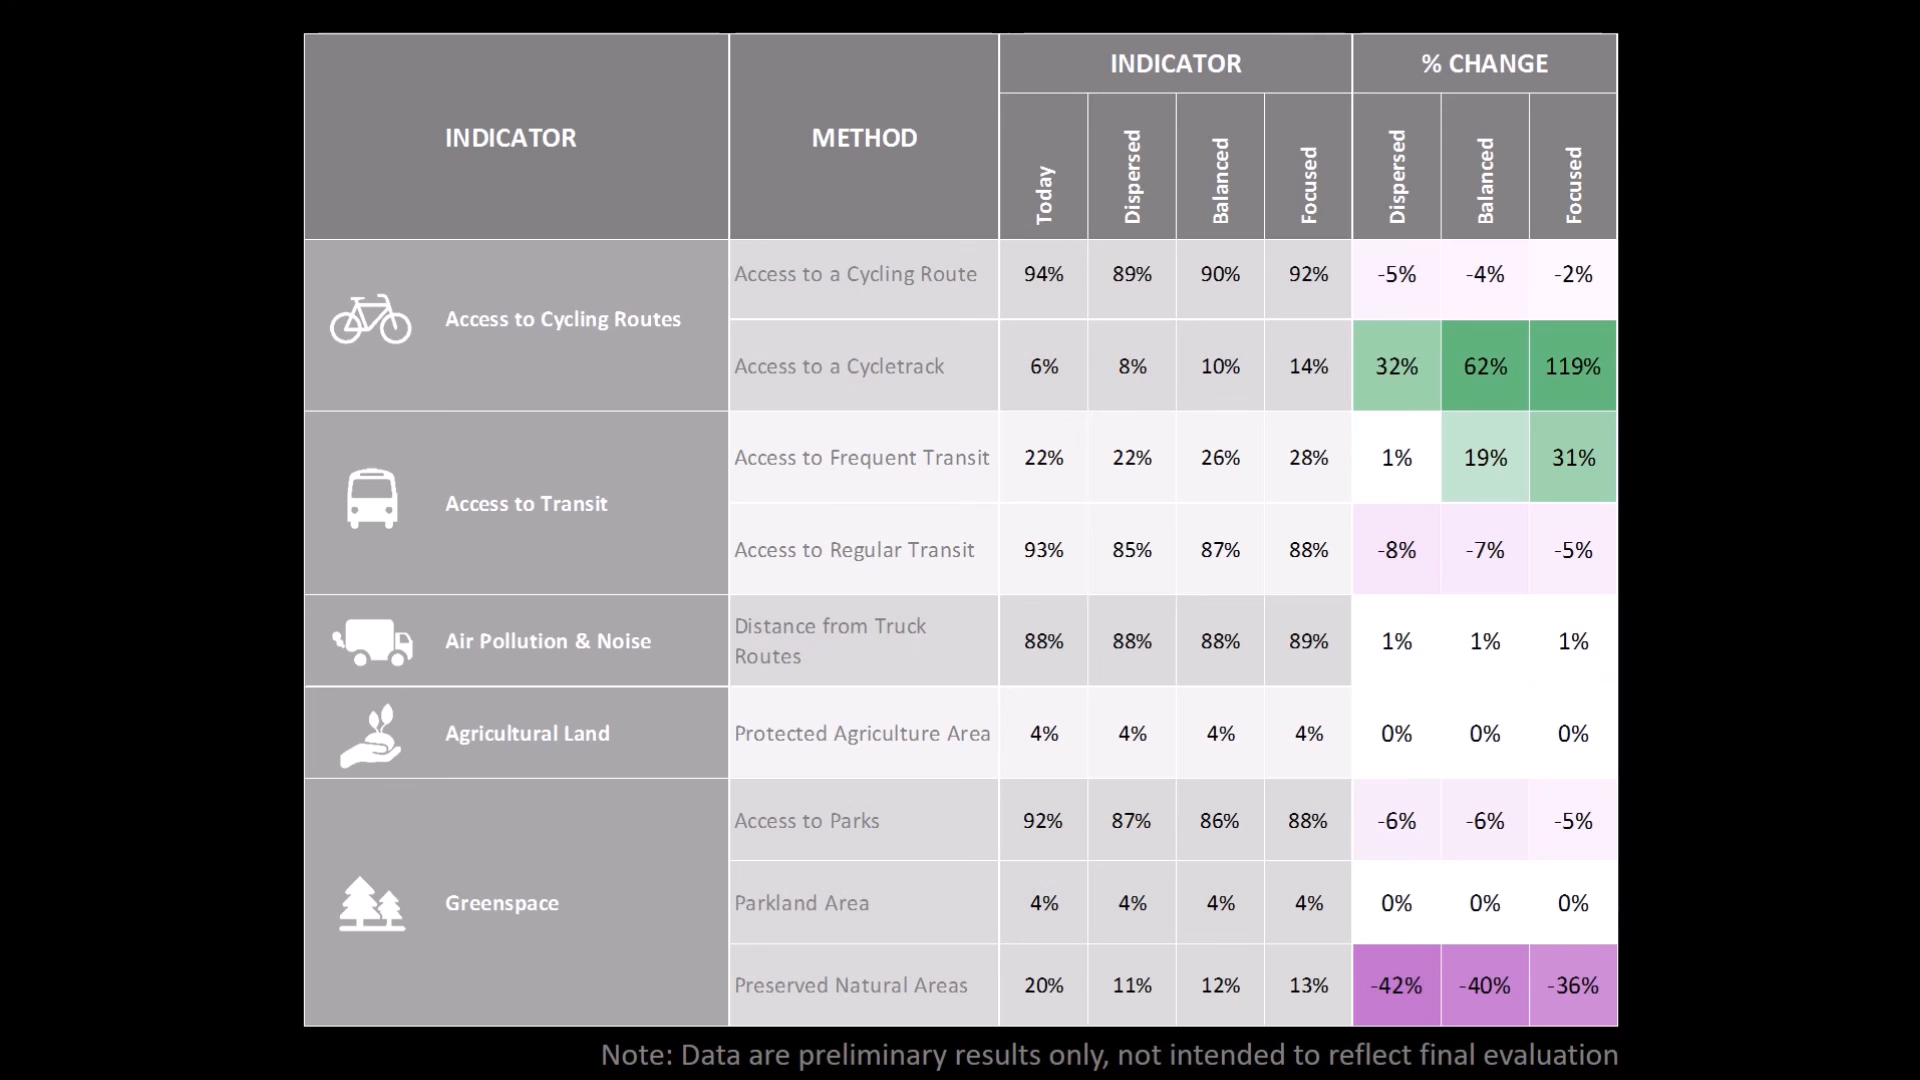 INDICATOR METHOD INDICATOR % CHANGE
Today Dispersed Balanced Focused Dispersed Balanced Focused
Access to Cycling Routes
Access to a Cycling Route 94% 89% 90% 92% -5% -4% -2%
Access to a Cycletrack 6% 8% 10% 14% 32% 62% 119%
Access to Transit
Access to Frequent Transit 22% 22% 26% 28% 1% 19% 31%
Access to Regular Transit 93% 85% 87% 88% -8% -7% -5%
Air Pollution & Noise
Distance from Truck
Routes
88% 88% 88% 89% 1% 1% 1%
Agricultural Land Protected Agriculture Area 4% 4% 4% 4% 0% 0% 0%
Greenspace
Access to Parks 92% 87% 86% 88% -6% -6% -5%
Parkland Area 4% 4% 4% 4% 0% 0% 0%
Preserved Natural Areas 20% 11% 12% 13% -42% -40% -36%
Note: Data are preliminary results only, not intended to reflect final evaluation